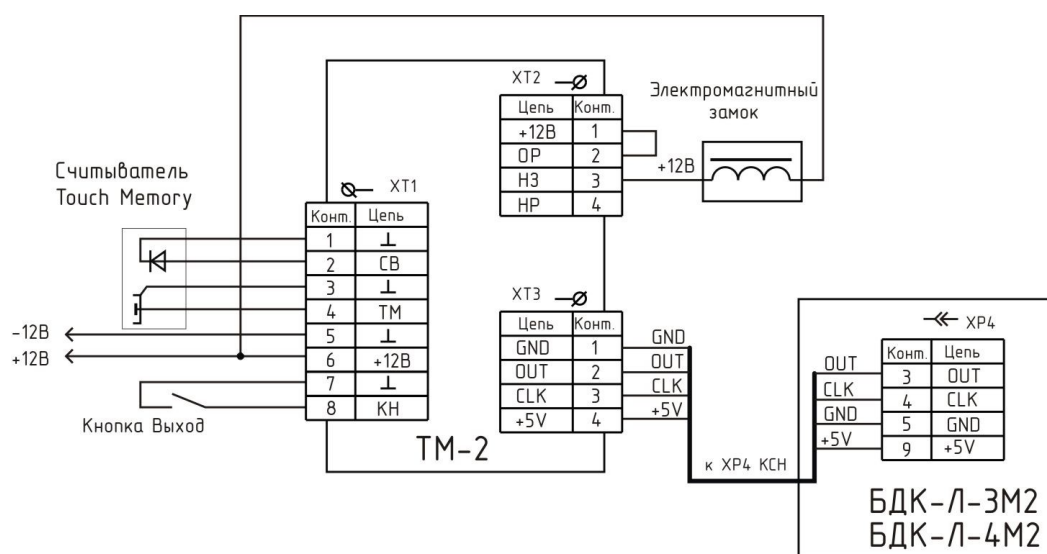 XT2
Цепь Конт.
+12В 1
ОР 2
НЗ 3
НР 4
Электромагнитный
замок
+12В
Считыватель
Touch Memory
XT1
Конт. Цепь
1 ⊥
2 СВ
3 ⊥
4 ТМ
5 ⊥
6 +12В
7 ⊥
8 КН
-12В
+12В
Кнопка Выход
ТМ-2
XT3
Цепь Конт.
GND 1
OUT 2
CLK 3
+5V 4
GND
OUT
CLK
+5V
к ХР4 КСН
OUT
CLK
GND
+5V
ХР4
Конт. Цепь
3 OUT
4 CLK
5 GND
9 +5V
БДК-Л-3М2
БДК-Л-4М2